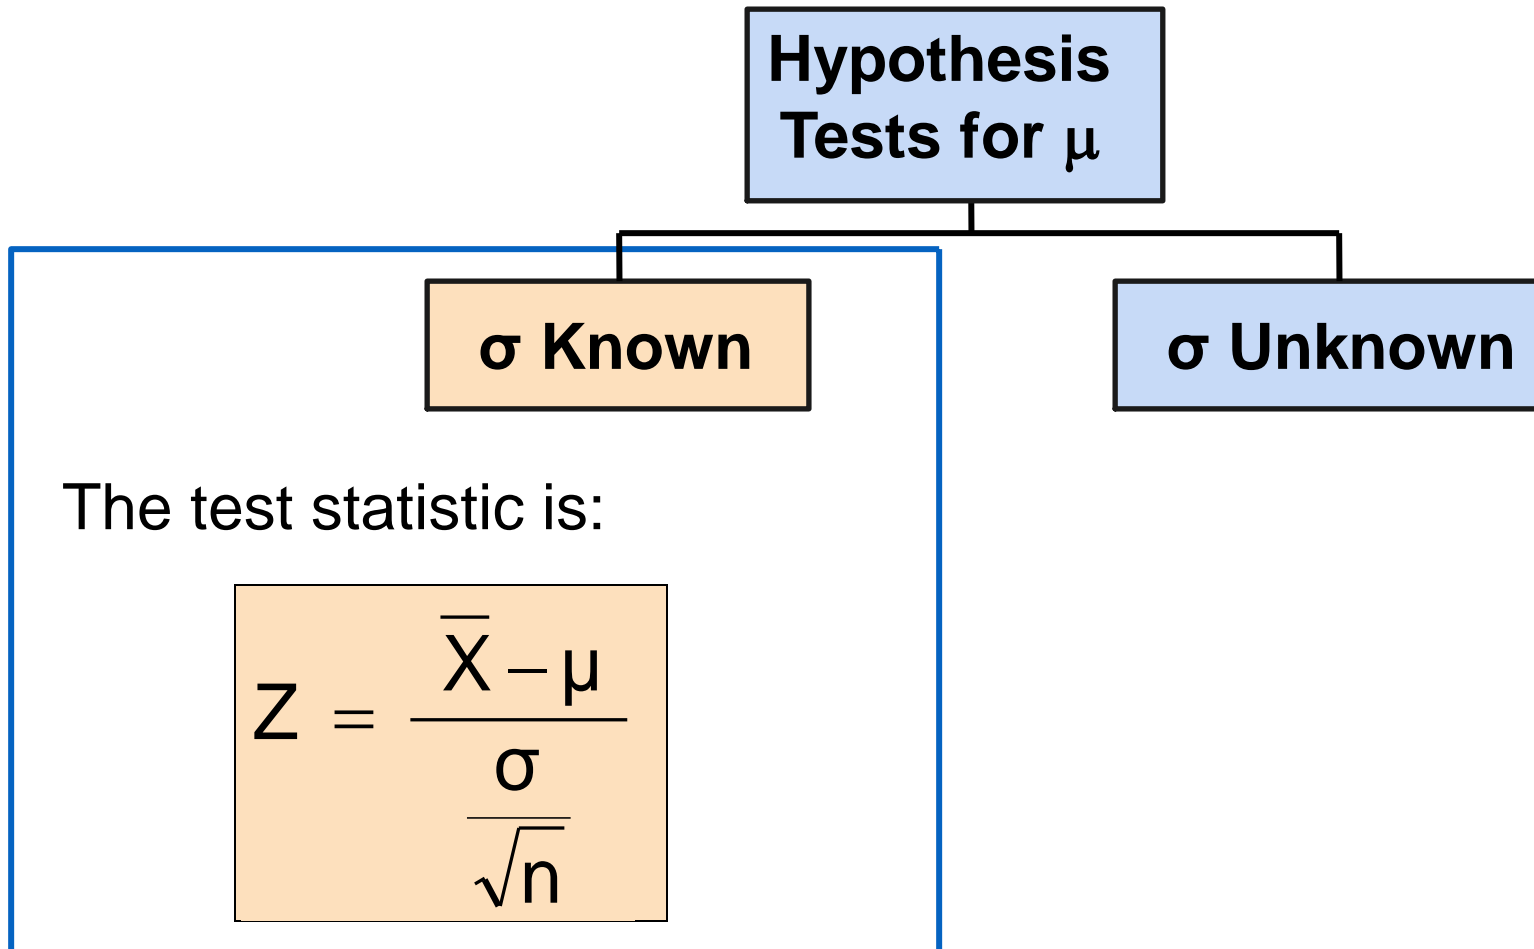 Hypothesis
Tests for μ
σ Known
σ Unknown
The test statistic is:
Z = (X̅ − μ) / (σ / √n)